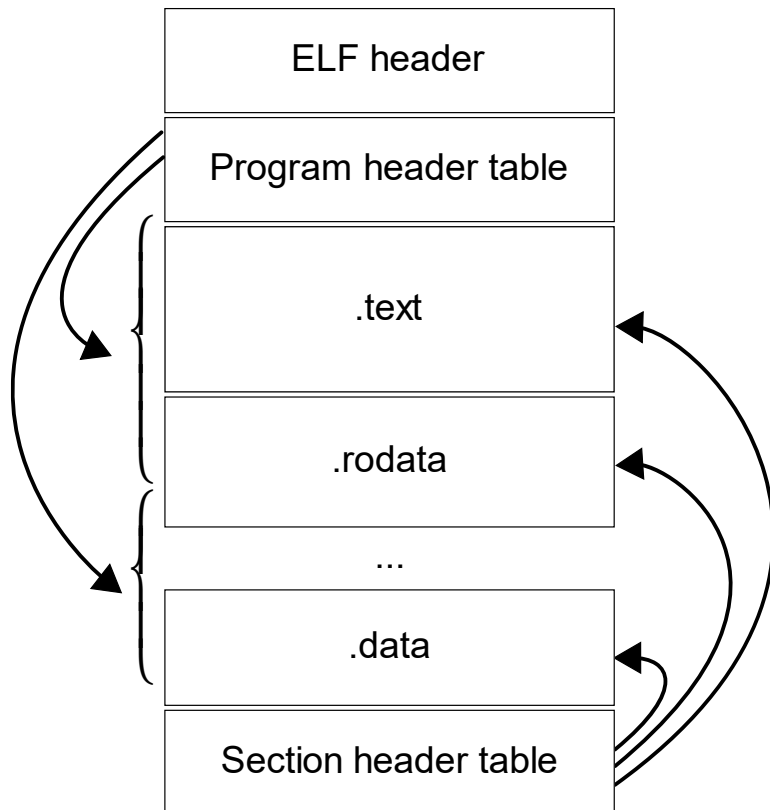 ELF header
Program header table
.text
.rodata
...
.data
Section header table